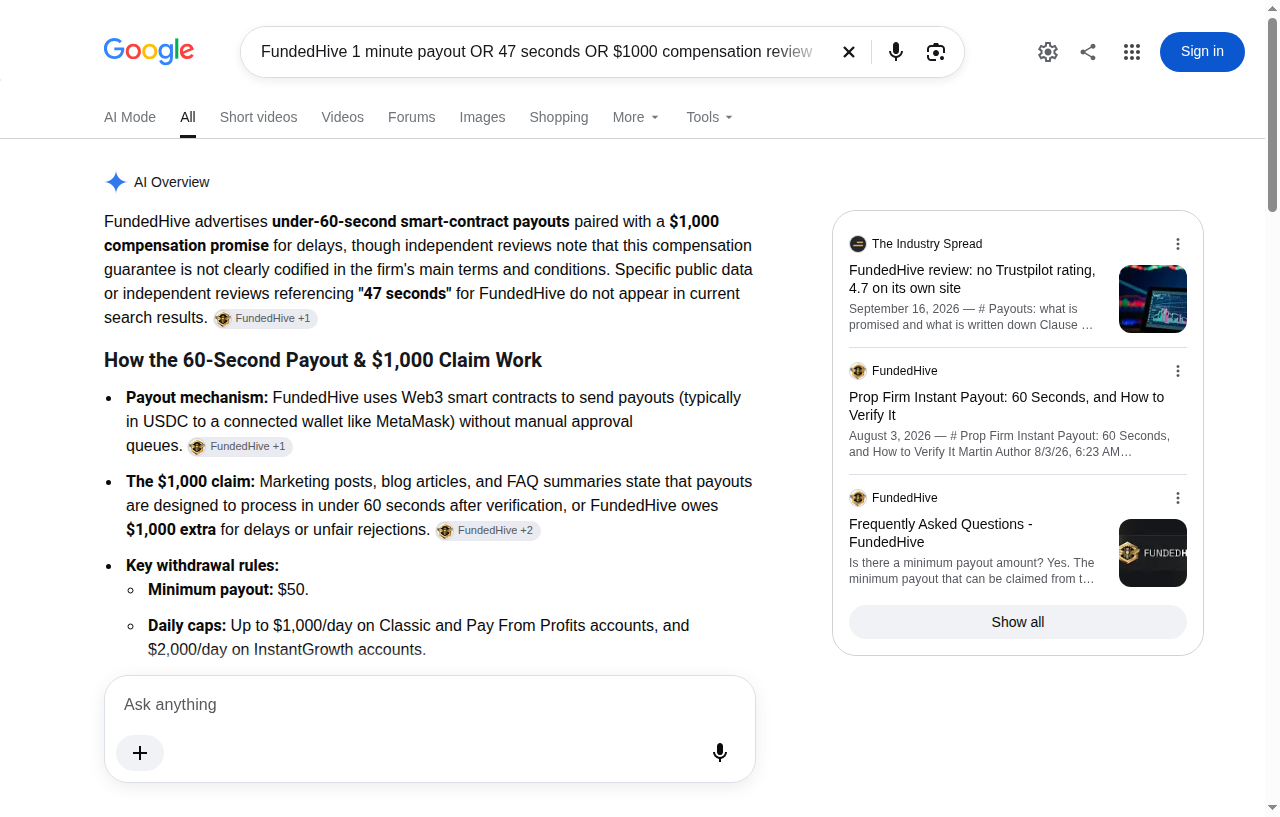 Google
FundedHive 1 minute payout OR 47 seconds OR $1000 compensation review
Sign in
AI Mode
All
Short videos
Videos
Forums
Images
Shopping
More
Tools
AI Overview
FundedHive advertises under-60-second smart-contract payouts paired with a $1,000
compensation promise for delays, though independent reviews note that this compensation
guarantee is not clearly codified in the firm's main terms and conditions. Specific public data
or independent reviews referencing "47 seconds" for FundedHive do not appear in current
search results. FundedHive +1
How the 60-Second Payout & $1,000 Claim Work
• Payout mechanism: FundedHive uses Web3 smart contracts to send payouts (typically
in USDC to a connected wallet like MetaMask) without manual approval
queues. FundedHive +1
• The $1,000 claim: Marketing posts, blog articles, and FAQ summaries state that payouts
are designed to process in under 60 seconds after verification, or FundedHive owes
$1,000 extra for delays or unfair rejections. FundedHive +2
• Key withdrawal rules:
◦ Minimum payout: $50.
◦ Daily caps: Up to $1,000/day on Classic and Pay From Profits accounts, and
$2,000/day on InstantGrowth accounts.
Ask anything
The Industry Spread
FundedHive review: no Trustpilot rating,
4.7 on its own site
September 16, 2026 — # Payouts: what is
promised and what is written down Clause ...
FundedHive
Prop Firm Instant Payout: 60 Seconds, and How to
Verify It
August 3, 2026 — # Prop Firm Instant Payout: 60 Seconds,
and How to Verify It Martin Author 8/3/26, 6:23 AM...
FundedHive
Frequently Asked Questions -
FundedHive
Is there a minimum payout amount? Yes. The
minimum payout that can be claimed from t...
FUNDEDH
Show all